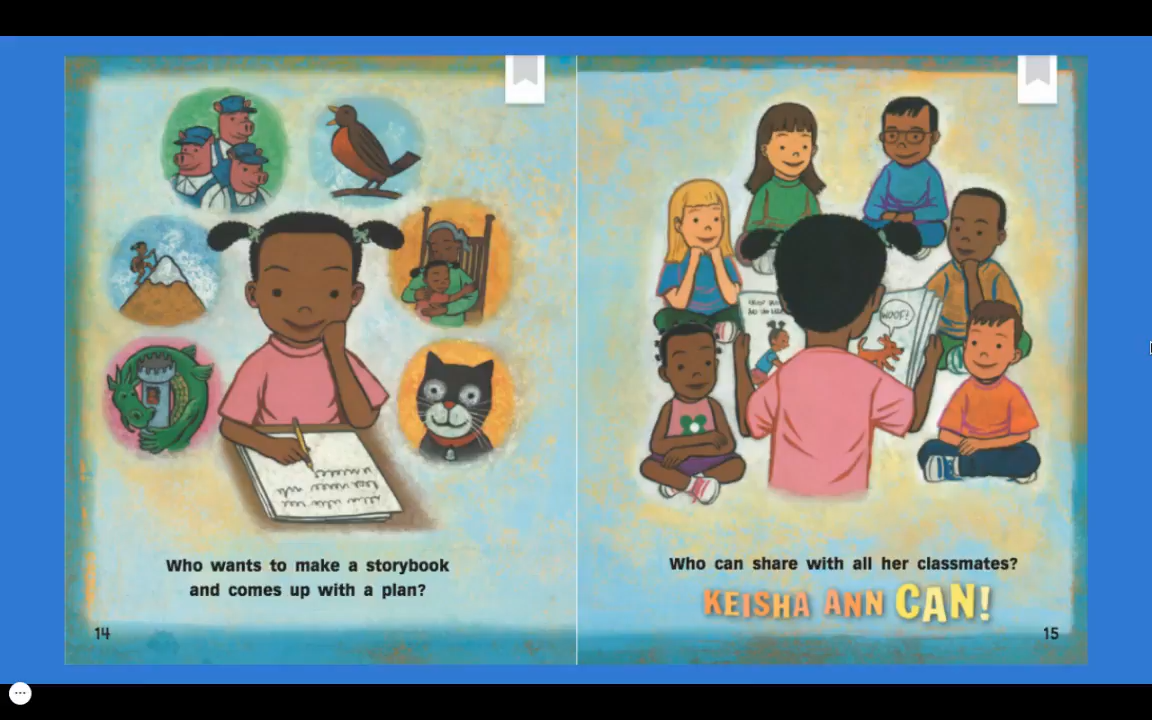 Who wants to make a storybook
and comes up with a plan?
14
WOOF!
Who can share with all her classmates?
KEISHA ANN CAN!
15